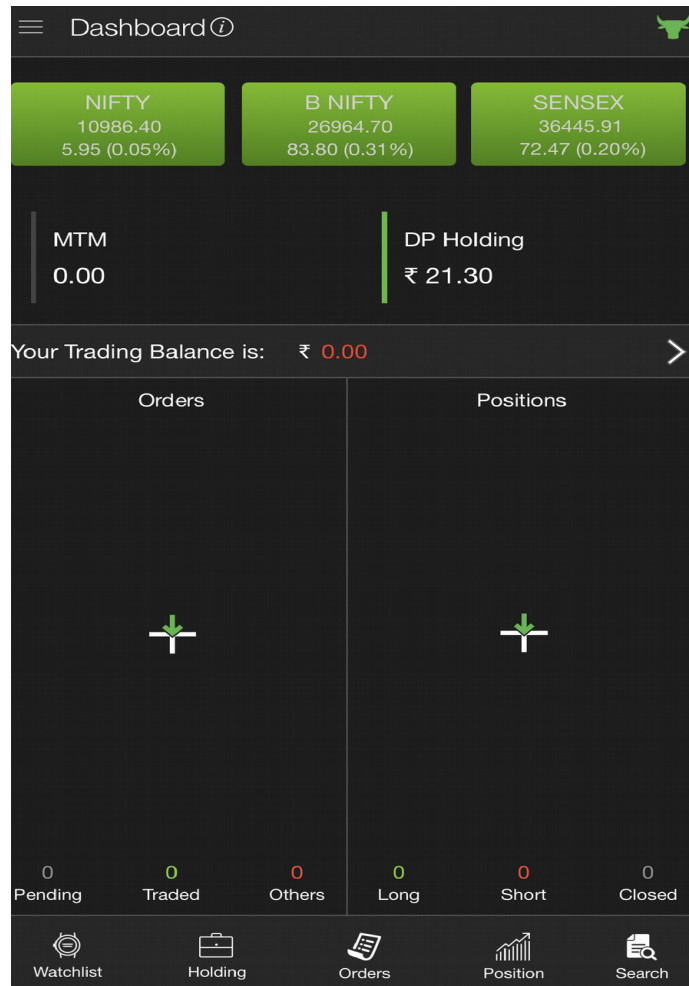 Dashboard i
NIFTY
10986.40
5.95 (0.05%)
B NIFTY
26964.70
83.80 (0.31%)
SENSEX
36445.91
72.47 (0.20%)
MTM
0.00
DP Holding
₹ 21.30
Your Trading Balance is: ₹ 0.00
Orders
Positions
0
Pending
0
Traded
0
Others
0
Long
0
Short
0
Closed
Watchlist
Holding
Orders
Position
Search